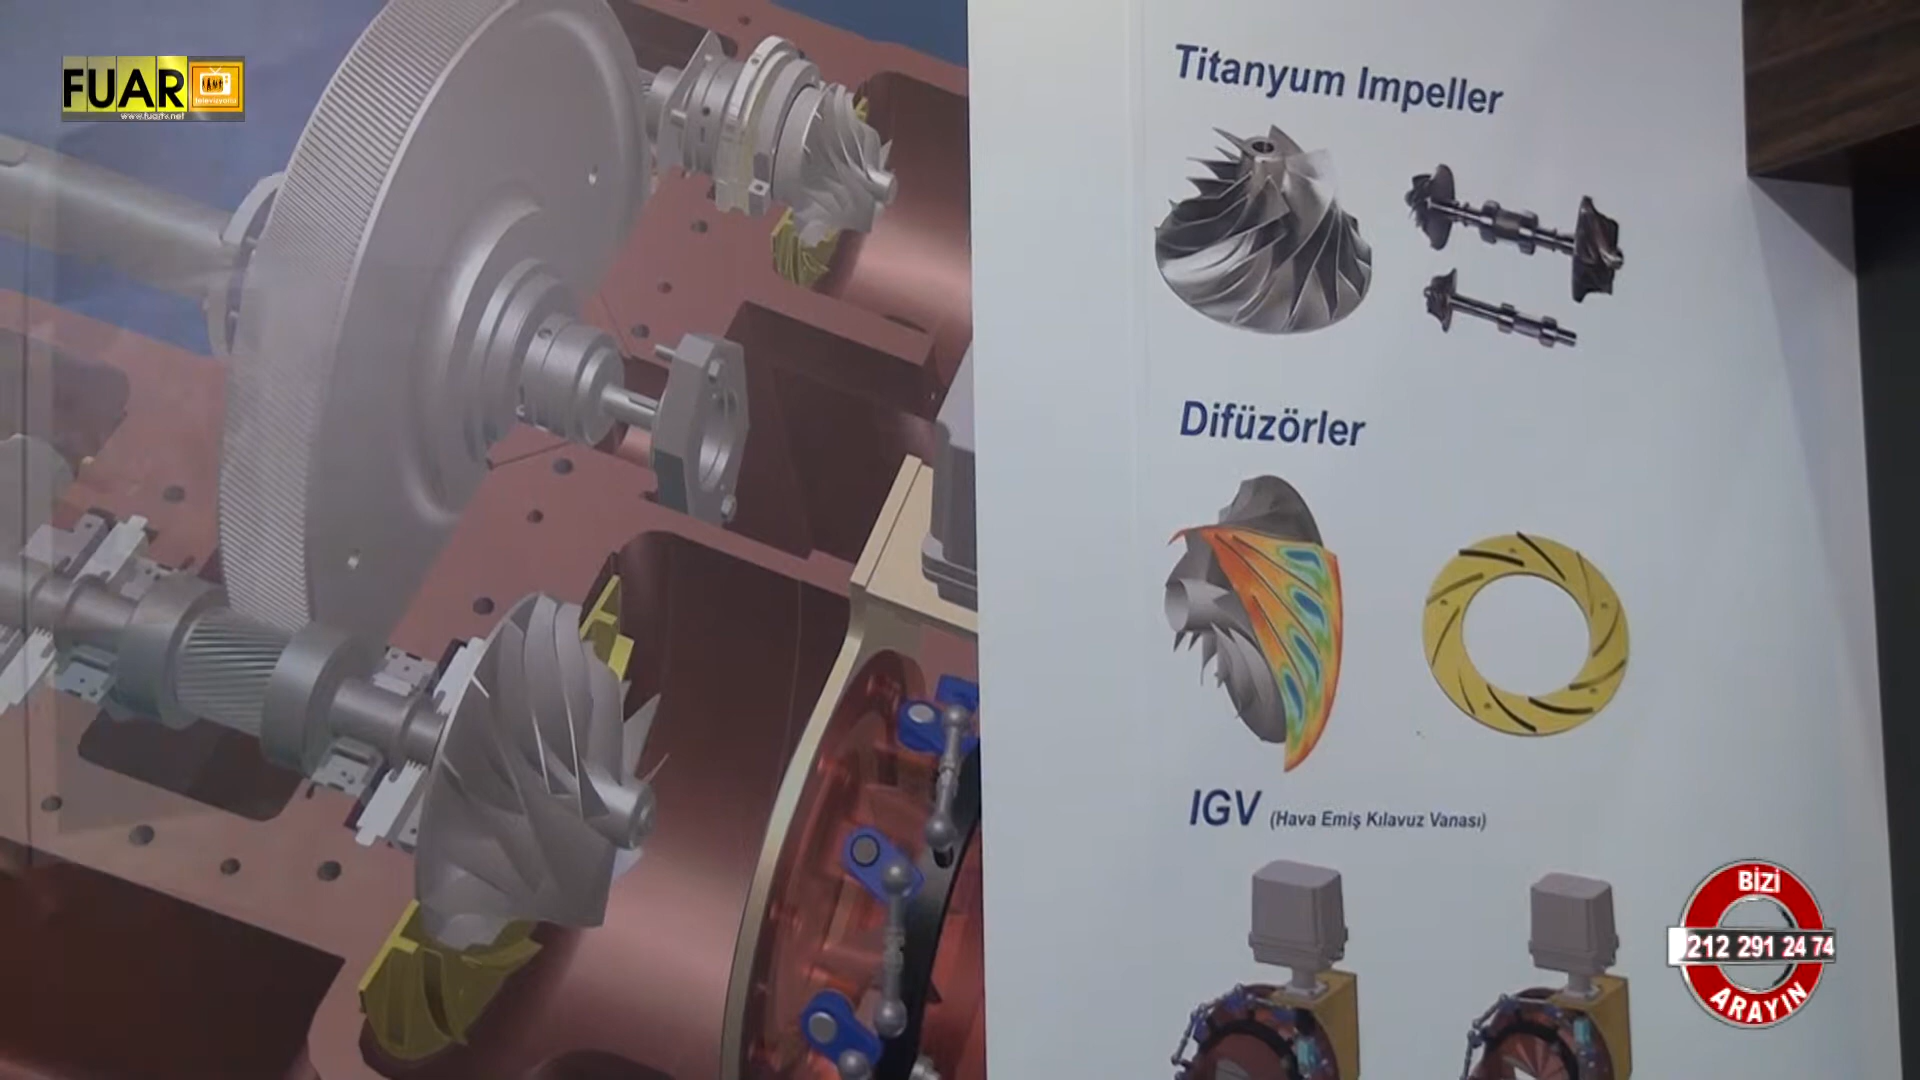 FUAR
televizyonu
www.fuartv.net
Titanyum Impeller
Difüzörler
IGV (Hava Emiş Kılavuz Vanası)
BİZİ
212 291 24 74
ARAYIN